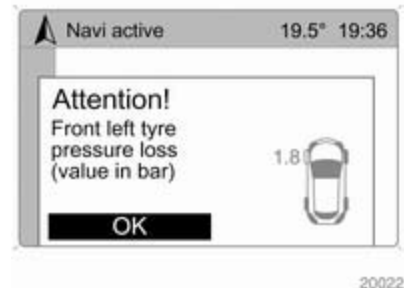 Navi active 19.5° 19:36
Attention!
Front left tyre
pressure loss
(value in bar)
1.8
OK
20022